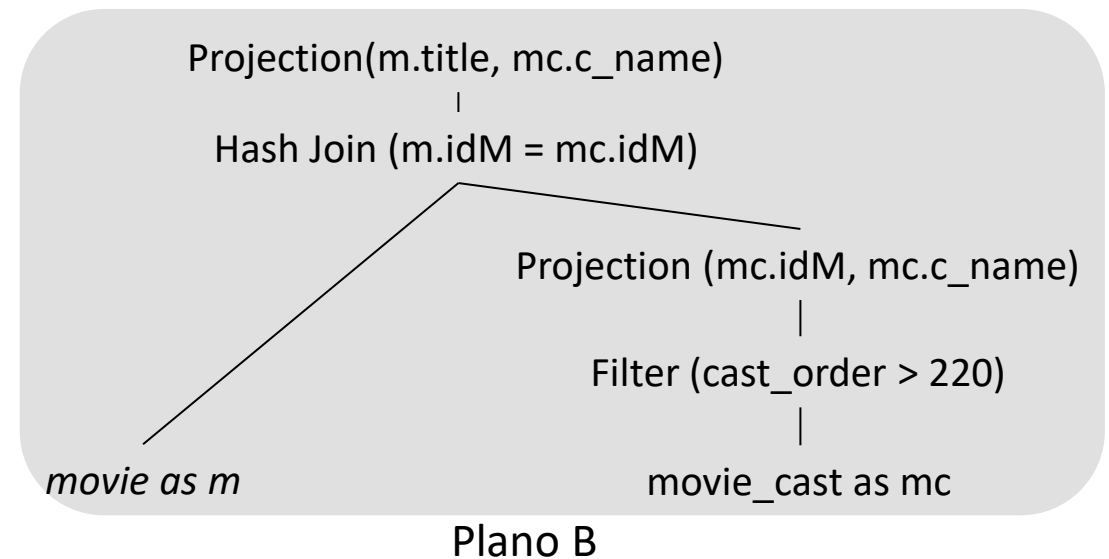 Projection(m.title, mc.c_name)
Hash Join (m.idM = mc.idM)
Projection (mc.idM, mc.c_name)
Filter (cast_order > 220)
movie as m
movie_cast as mc
Plano B